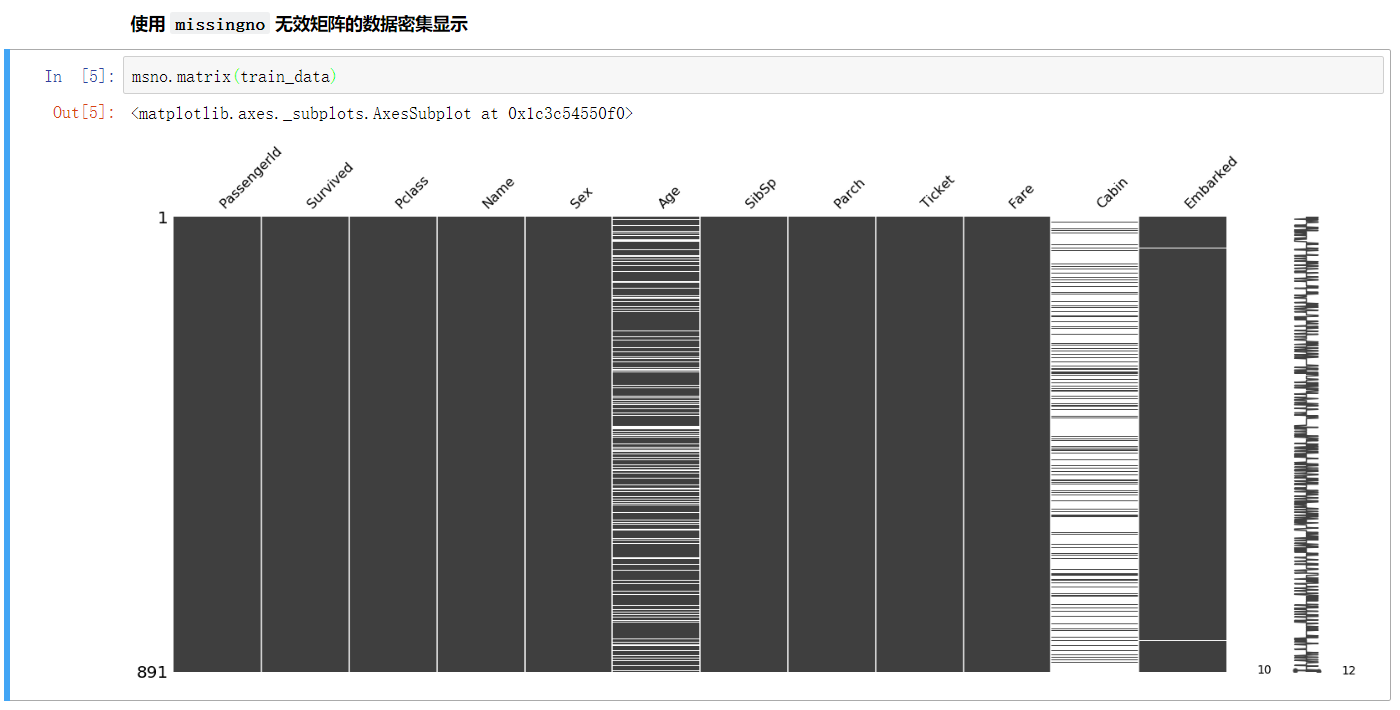 使用 missingno 无效矩阵的数据密集显示
In [5]: msno.matrix(train_data)
Out[5]: <matplotlib.axes._subplots.AxesSubplot at 0x1c3c54550f0>
PassengerId Survived Pclass Name Sex Age SibSp Parch Ticket Fare Cabin Embarked
1
891
10 12